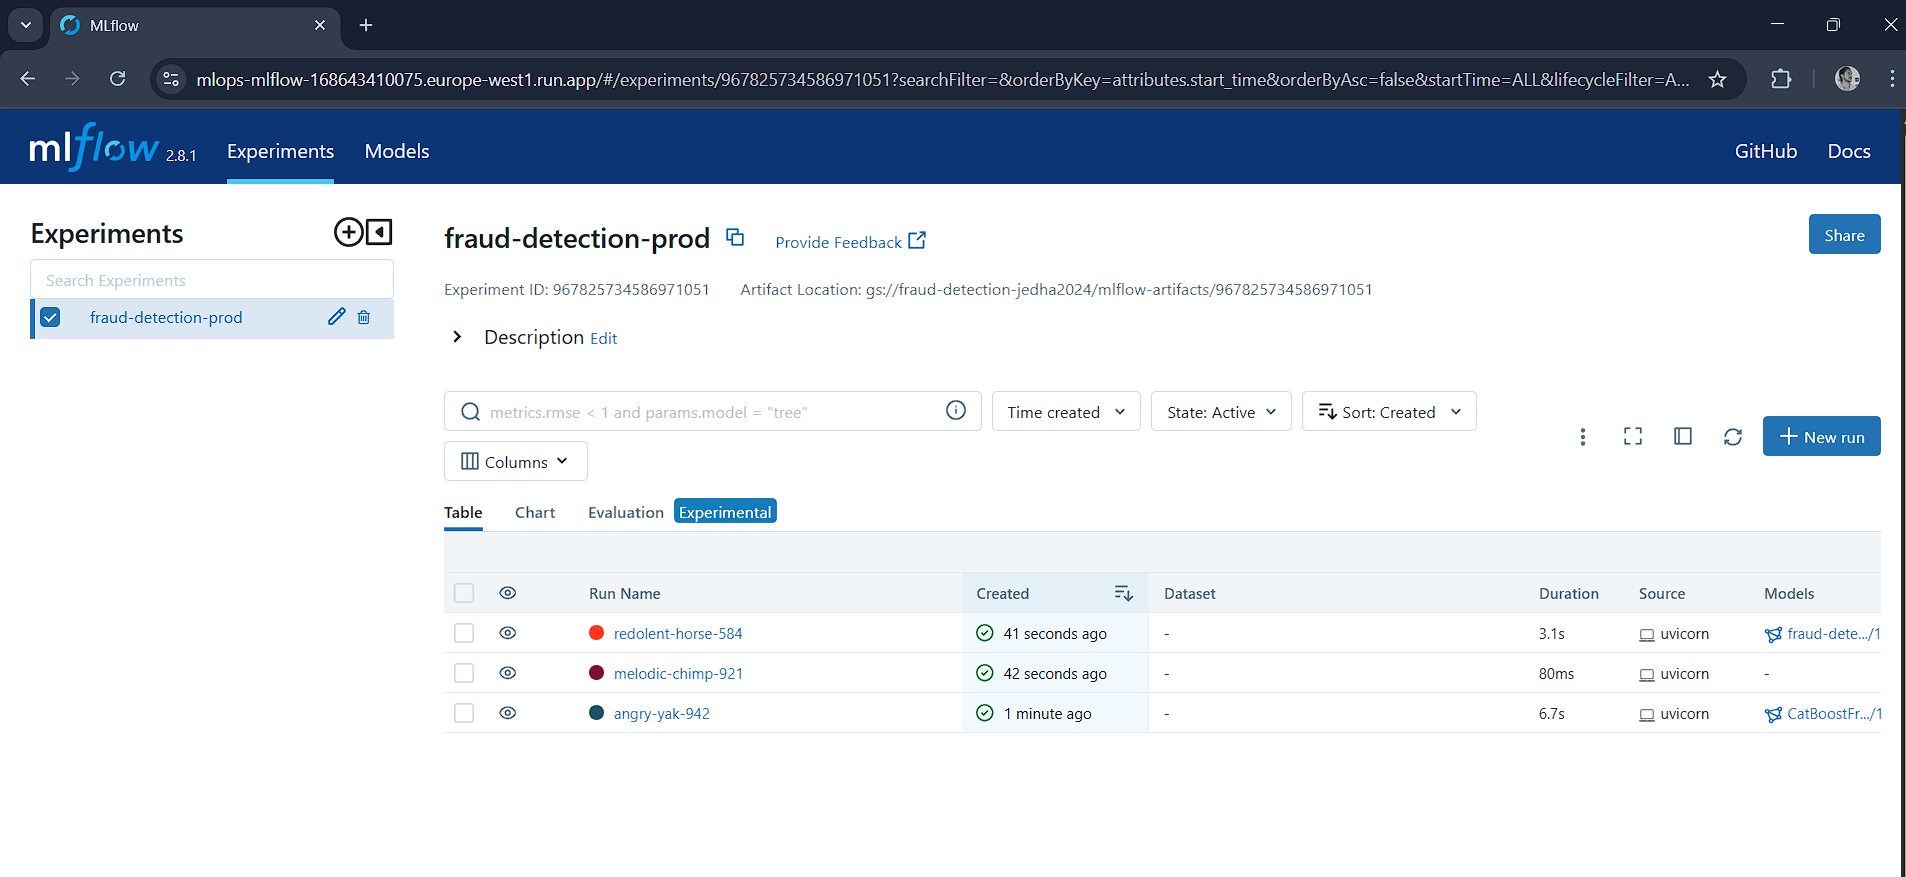 MLflow
mlops-mlflow-168643410075.europe-west1.run.app/#/experiments/967825734586971051?searchFilter=&orderByKey=attributes.start_time&orderByAsc=false&startTime=ALL&lifecycleFilter=A...
mlflow 2.8.1 Experiments Models GitHub Docs
Experiments
Search Experiments
fraud-detection-prod
fraud-detection-prod Provide Feedback Share
Experiment ID: 967825734586971051 Artifact Location: gs://fraud-detection-jedha2024/mlflow-artifacts/967825734586971051
Description Edit
metrics.rmse < 1 and params.model = "tree" Time created State: Active Sort: Created
Columns
New run
Table Chart Evaluation Experimental
Run Name Created Dataset Duration Source Models
redolent-horse-584 41 seconds ago - 3.1s uvicorn fraud-dete.../1
melodic-chimp-921 42 seconds ago - 80ms uvicorn -
angry-yak-942 1 minute ago - 6.7s uvicorn CatBoostFr.../1